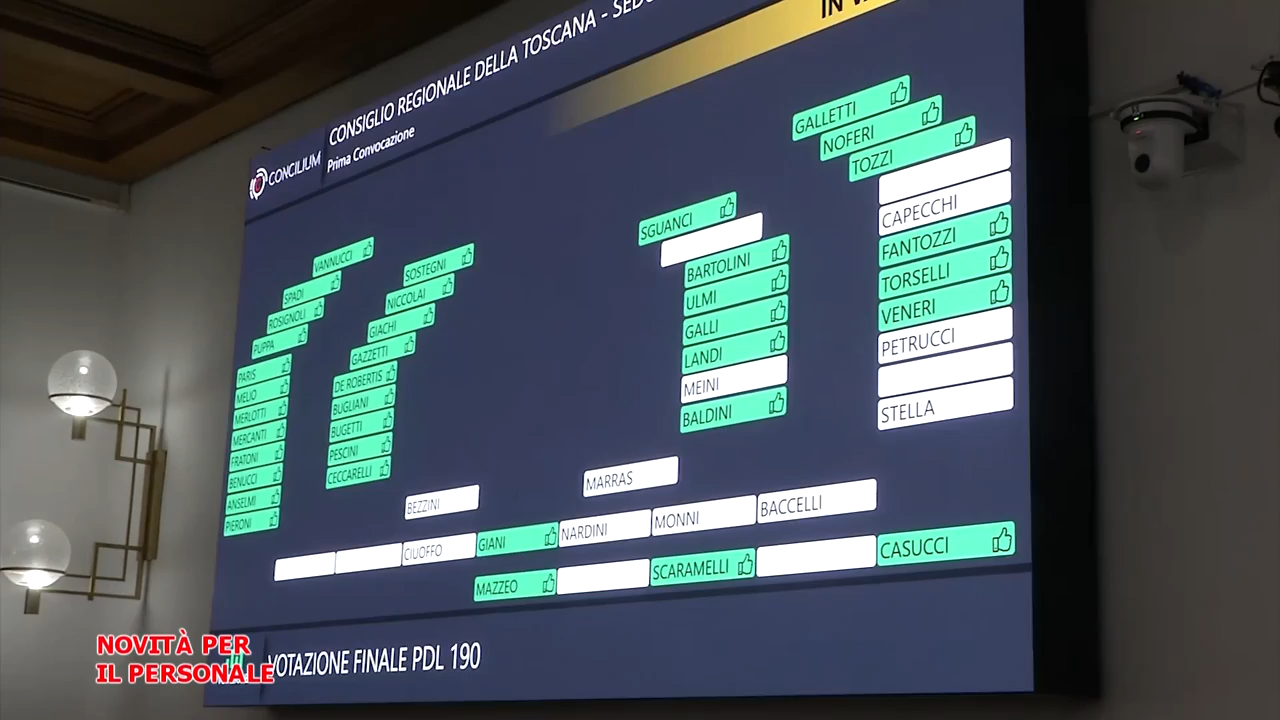 CONSIGLIO REGIONALE DELLA TOSCANA -
CONCILIUM
Prima Convocazione
IN
GALLETTI
NOFERI
TOZZI
CAPECCHI
FANTOZZI
TORSELLI
VENERI
PETRUCCI
STELLA
SGUANCI
BARTOLINI
ULMI
GALLI
LANDI
MEINI
BALDINI
VANNUCCI
SPADI
ROSIGNOLI
PUPPA
PARIS
MELIO
MERLOTTI
MERCANTI
FRATONI
BENUCCI
ANSELMI
PIERONI
SOSTEGNI
NICCOLAI
GIACHI
GAZZETTI
DE ROBERTIS
BUGLIANI
BUGETTI
PESCINI
CECCARELLI
BEZZINI
MARRAS
CIUOFFO
GIANI
NARDINI
MONNI
BACCELLI
MAZZEO
SCARAMELLI
CASUCCI
VOTAZIONE FINALE PDL 190
NOVITÀ PER
IL PERSONALE